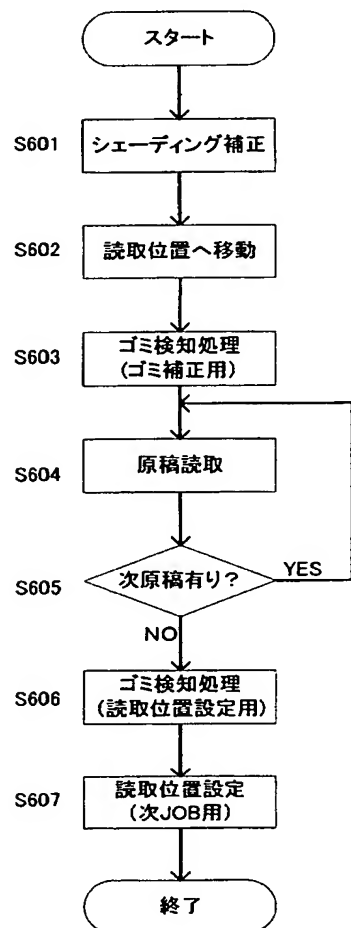 スタート
S601
シェーディング補正
S602
読取位置へ移動
S603
ゴミ検知処理
(ゴミ補正用)
S604
原稿読取
S605
次原稿有り?
YES
NO
S606
ゴミ検知処理
(読取位置設定用)
S607
読取位置設定
(次JOB用)
終了